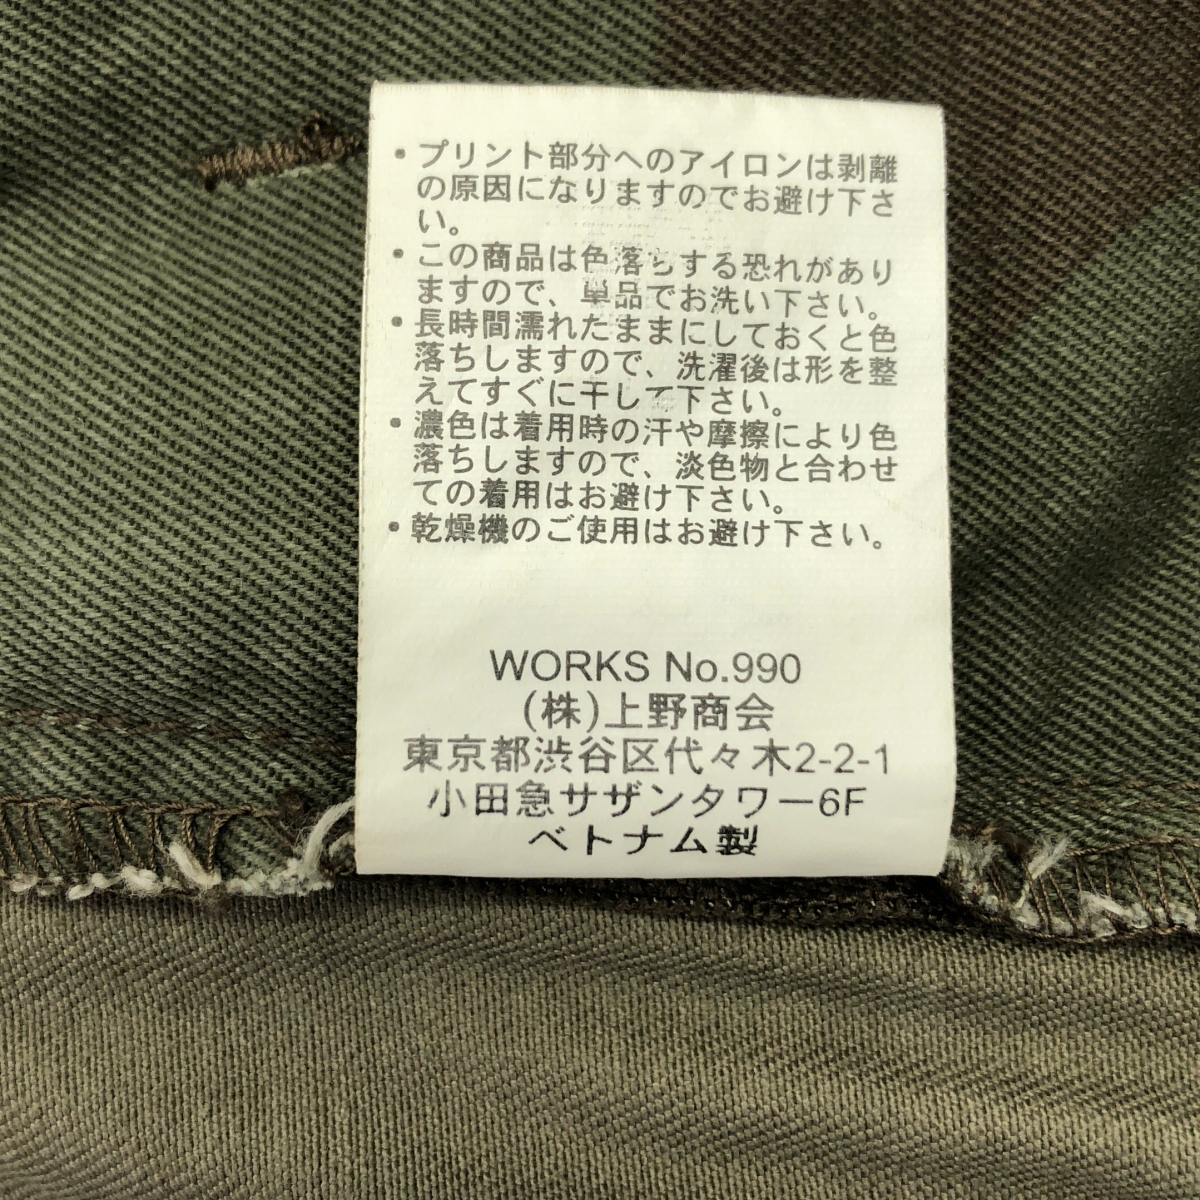 ・プリント部分へのアイロンは剥離
の原因になりますのでお避け下さ
い。
・この商品は色落ちする恐れがあり
ますので、単品でお洗い下さい。
・長時間濡れたままにしておくと色
落ちしますので、洗濯後は形を整
えてすぐに干して下さい。
・濃色は着用時の汗や摩擦により色
落ちしますので、淡色物と合わせ
ての着用はお避け下さい。
・乾燥機のご使用はお避け下さい。
WORKS No.990
(株)上野商会
東京都渋谷区代々木2-2-1
小田急サザンタワー6F
ベトナム製